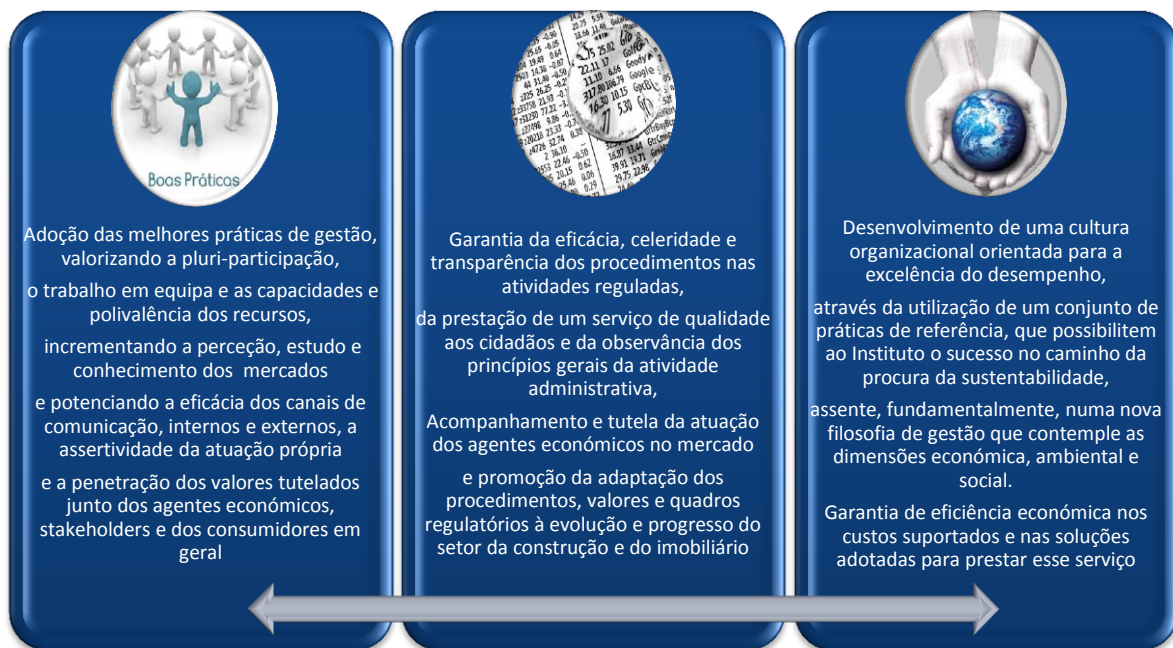 Boas Práticas
Adoção das melhores práticas de gestão,
valorizando a pluri-participação,
o trabalho em equipa e as capacidades e
polivalência dos recursos,
incrementando a perceção, estudo e
conhecimento dos mercados
e potenciando a eficácia dos canais de
comunicação, internos e externos, a
assertividade da atuação própria
e a penetração dos valores tutelados
junto dos agentes económicos,
stakeholders e dos consumidores em
geral
Garantia da eficácia, celeridade e
transparência dos procedimentos nas
atividades reguladas,
da prestação de um serviço de qualidade
aos cidadãos e da observância dos
princípios gerais da atividade
administrativa,
Acompanhamento e tutela da atuação
dos agentes económicos no mercado
e promoção da adaptação dos
procedimentos, valores e quadros
regulatórios à evolução e progresso do
setor da construção e do imobiliário
Desenvolvimento de uma cultura
organizacional orientada para a
excelência do desempenho,
através da utilização de um conjunto de
práticas de referência, que possibilitem
ao Instituto o sucesso no caminho da
procura da sustentabilidade,
assente, fundamentalmente, numa nova
filosofia de gestão que contemple as
dimensões económica, ambiental e
social.
Garantia de eficiência económica nos
custos suportados e nas soluções
adotadas para prestar esse serviço